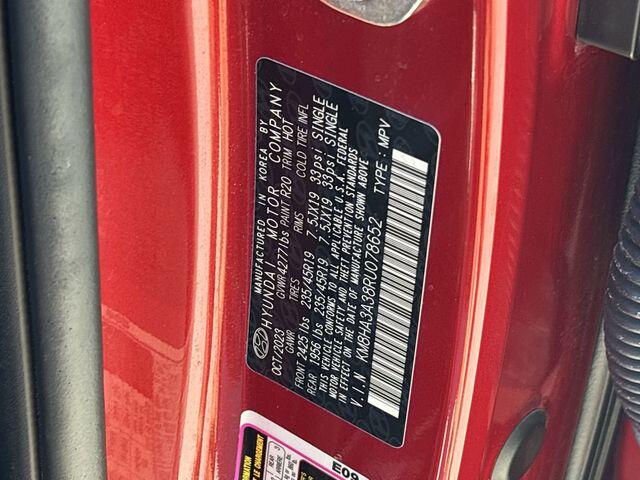 MANUFACTURED IN KOREA BY
HYUNDAI MOTOR COMPANY
OCT/2023 GVWR 4277lbs PAINT R2O TRIM HOT
GAWR TIRES RIMS COLD TIRE INFL
FRONT 2425 lbs 235/45R19 7.5JX19 33psi SINGLE
REAR 1956 lbs 235/45R19 7.5JX19 33psi SINGLE
THIS VEHICLE CONFORMS TO ALL APPLICABLE U.S.A. FEDERAL
MOTOR VEHICLE SAFETY AND THEFT PREVENTION STANDARDS
IN EFFECT ON THE DATE OF MANUFACTURE SHOWN ABOVE
V.I.N KM8HA3A38RU078652 TYPE: MPV
E09